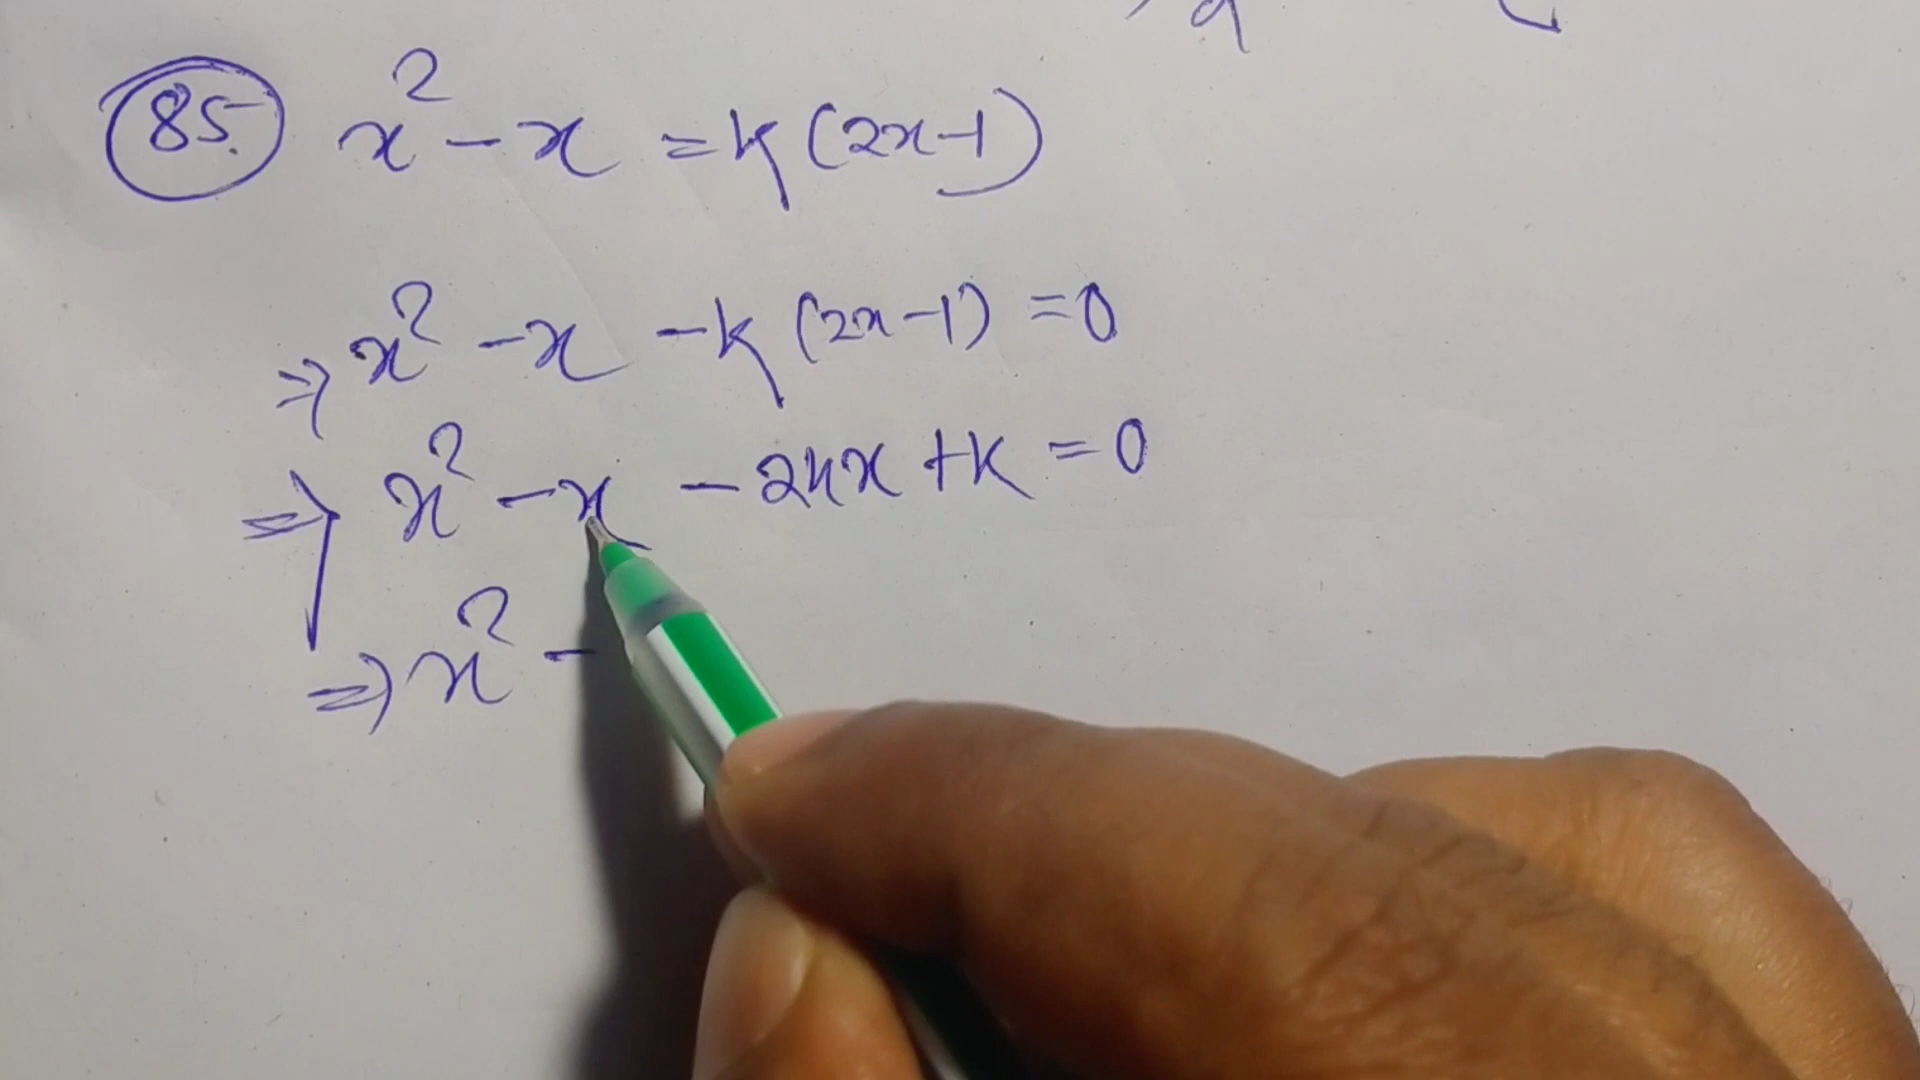 85. x² - x = k(2x-1)
⇒ x² - x - k(2x-1) = 0
⇒ x² - x - 2kx + k = 0
⇒ x² -